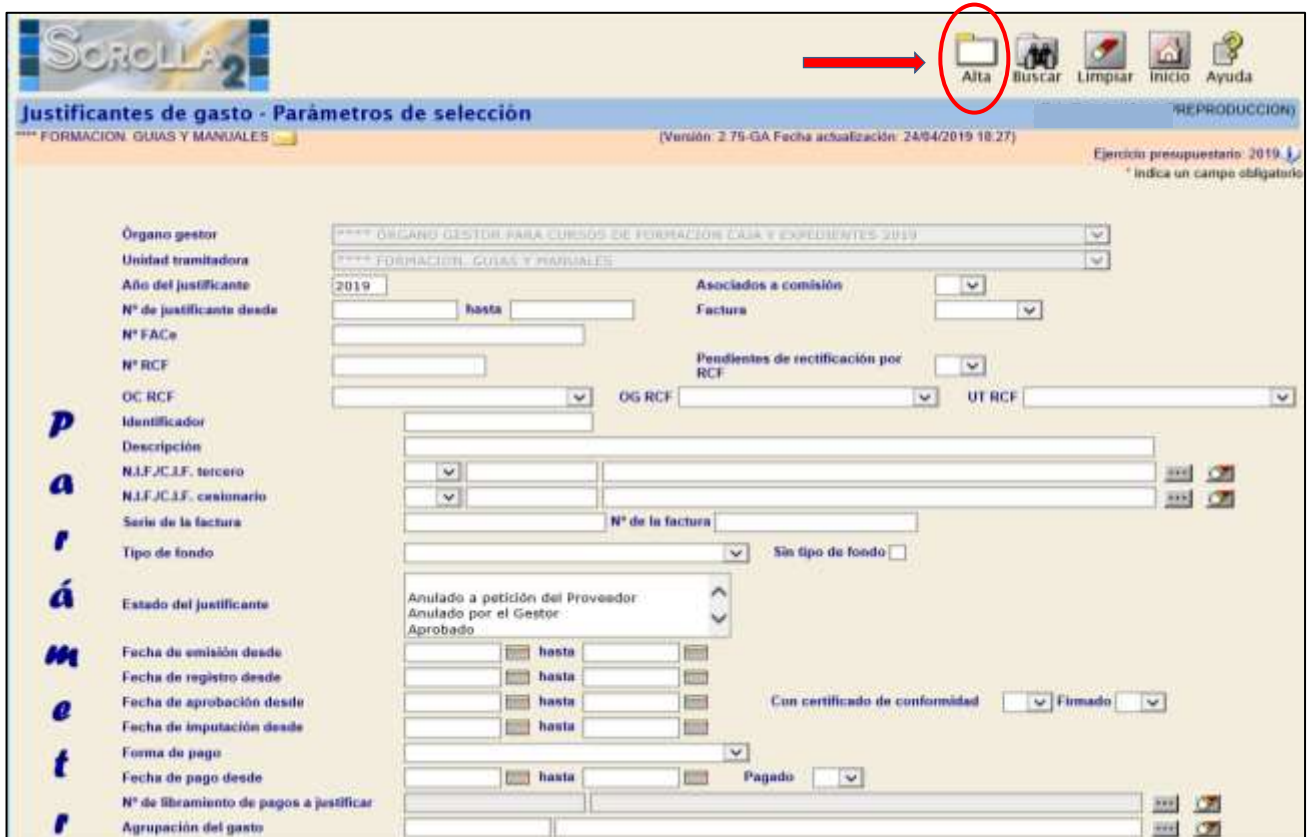 SOROLLA2
Alta Buscar Limpiar Inicio Ayuda
Justificantes de gasto - Parámetros de selección
/REPRODUCCION)
**** FORMACION. GUIAS Y MANUALES
(Versión: 2.75-GA Fecha actualización: 24/04/2019 18:27)
Ejercicio presupuestario: 2019
* Indica un campo obligatorio
Órgano gestor **** ÓRGANO GESTOR PARA CURSOS DE FORMACION CAJA Y EXPEDIENTES 2019
Unidad tramitadora **** FORMACION. GUIAS Y MANUALES
Año del justificante 2019 Asociados a comisión
Nº de justificante desde hasta Factura
Nº FACe
Nº RCF Pendientes de rectificación por
RCF
OC RCF OG RCF UT RCF
Identificador
Descripción
N.I.F./C.I.F. tercero
N.I.F./C.I.F. cesionario
Serie de la factura Nº de la factura
Tipo de fondo Sin tipo de fondo
Estado del justificante
Anulado a petición del Proveedor
Anulado por el Gestor
Aprobado
Fecha de emisión desde hasta
Fecha de registro desde hasta
Fecha de aprobación desde hasta Con certificado de conformidad Firmado
Fecha de imputación desde hasta
Forma de pago
Fecha de pago desde hasta Pagado
Nº de libramiento de pagos a justificar
Agrupación del gasto
P
a
r
á
m
e
t
r